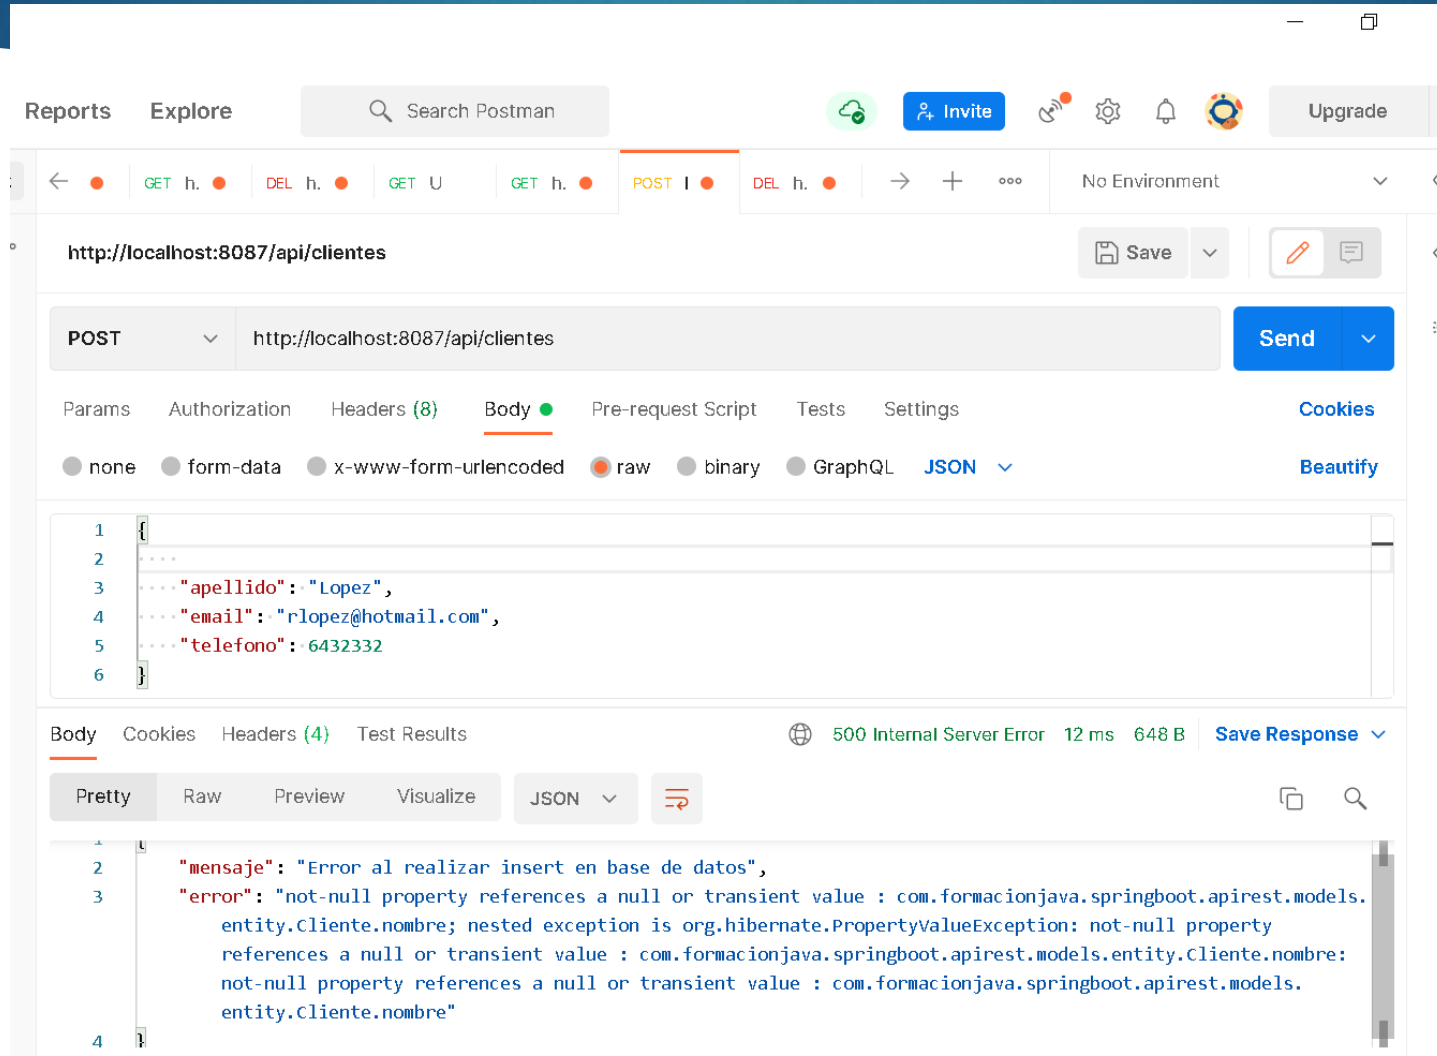 Reports Explore Search Postman Invite Upgrade
GET h. DEL h. GET U GET h. POST I DEL h. No Environment
http://localhost:8087/api/clientes Save
POST http://localhost:8087/api/clientes Send
Params Authorization Headers (8) Body Pre-request Script Tests Settings Cookies
none form-data x-www-form-urlencoded raw binary GraphQL JSON Beautify
1 {
2
3 "apellido": "Lopez",
4 "email": "rlopez@hotmail.com",
5 "telefono": 6432332
6 }
Body Cookies Headers (4) Test Results 500 Internal Server Error 12 ms 648 B Save Response
Pretty Raw Preview Visualize JSON
1 {
2 "mensaje": "Error al realizar insert en base de datos",
3 "error": "not-null property references a null or transient value : com.formacionjava.springboot.apirest.models.
entity.Cliente.nombre; nested exception is org.hibernate.PropertyValueException: not-null property
references a null or transient value : com.formacionjava.springboot.apirest.models.entity.Cliente.nombre:
not-null property references a null or transient value : com.formacionjava.springboot.apirest.models.
entity.Cliente.nombre"
4 }